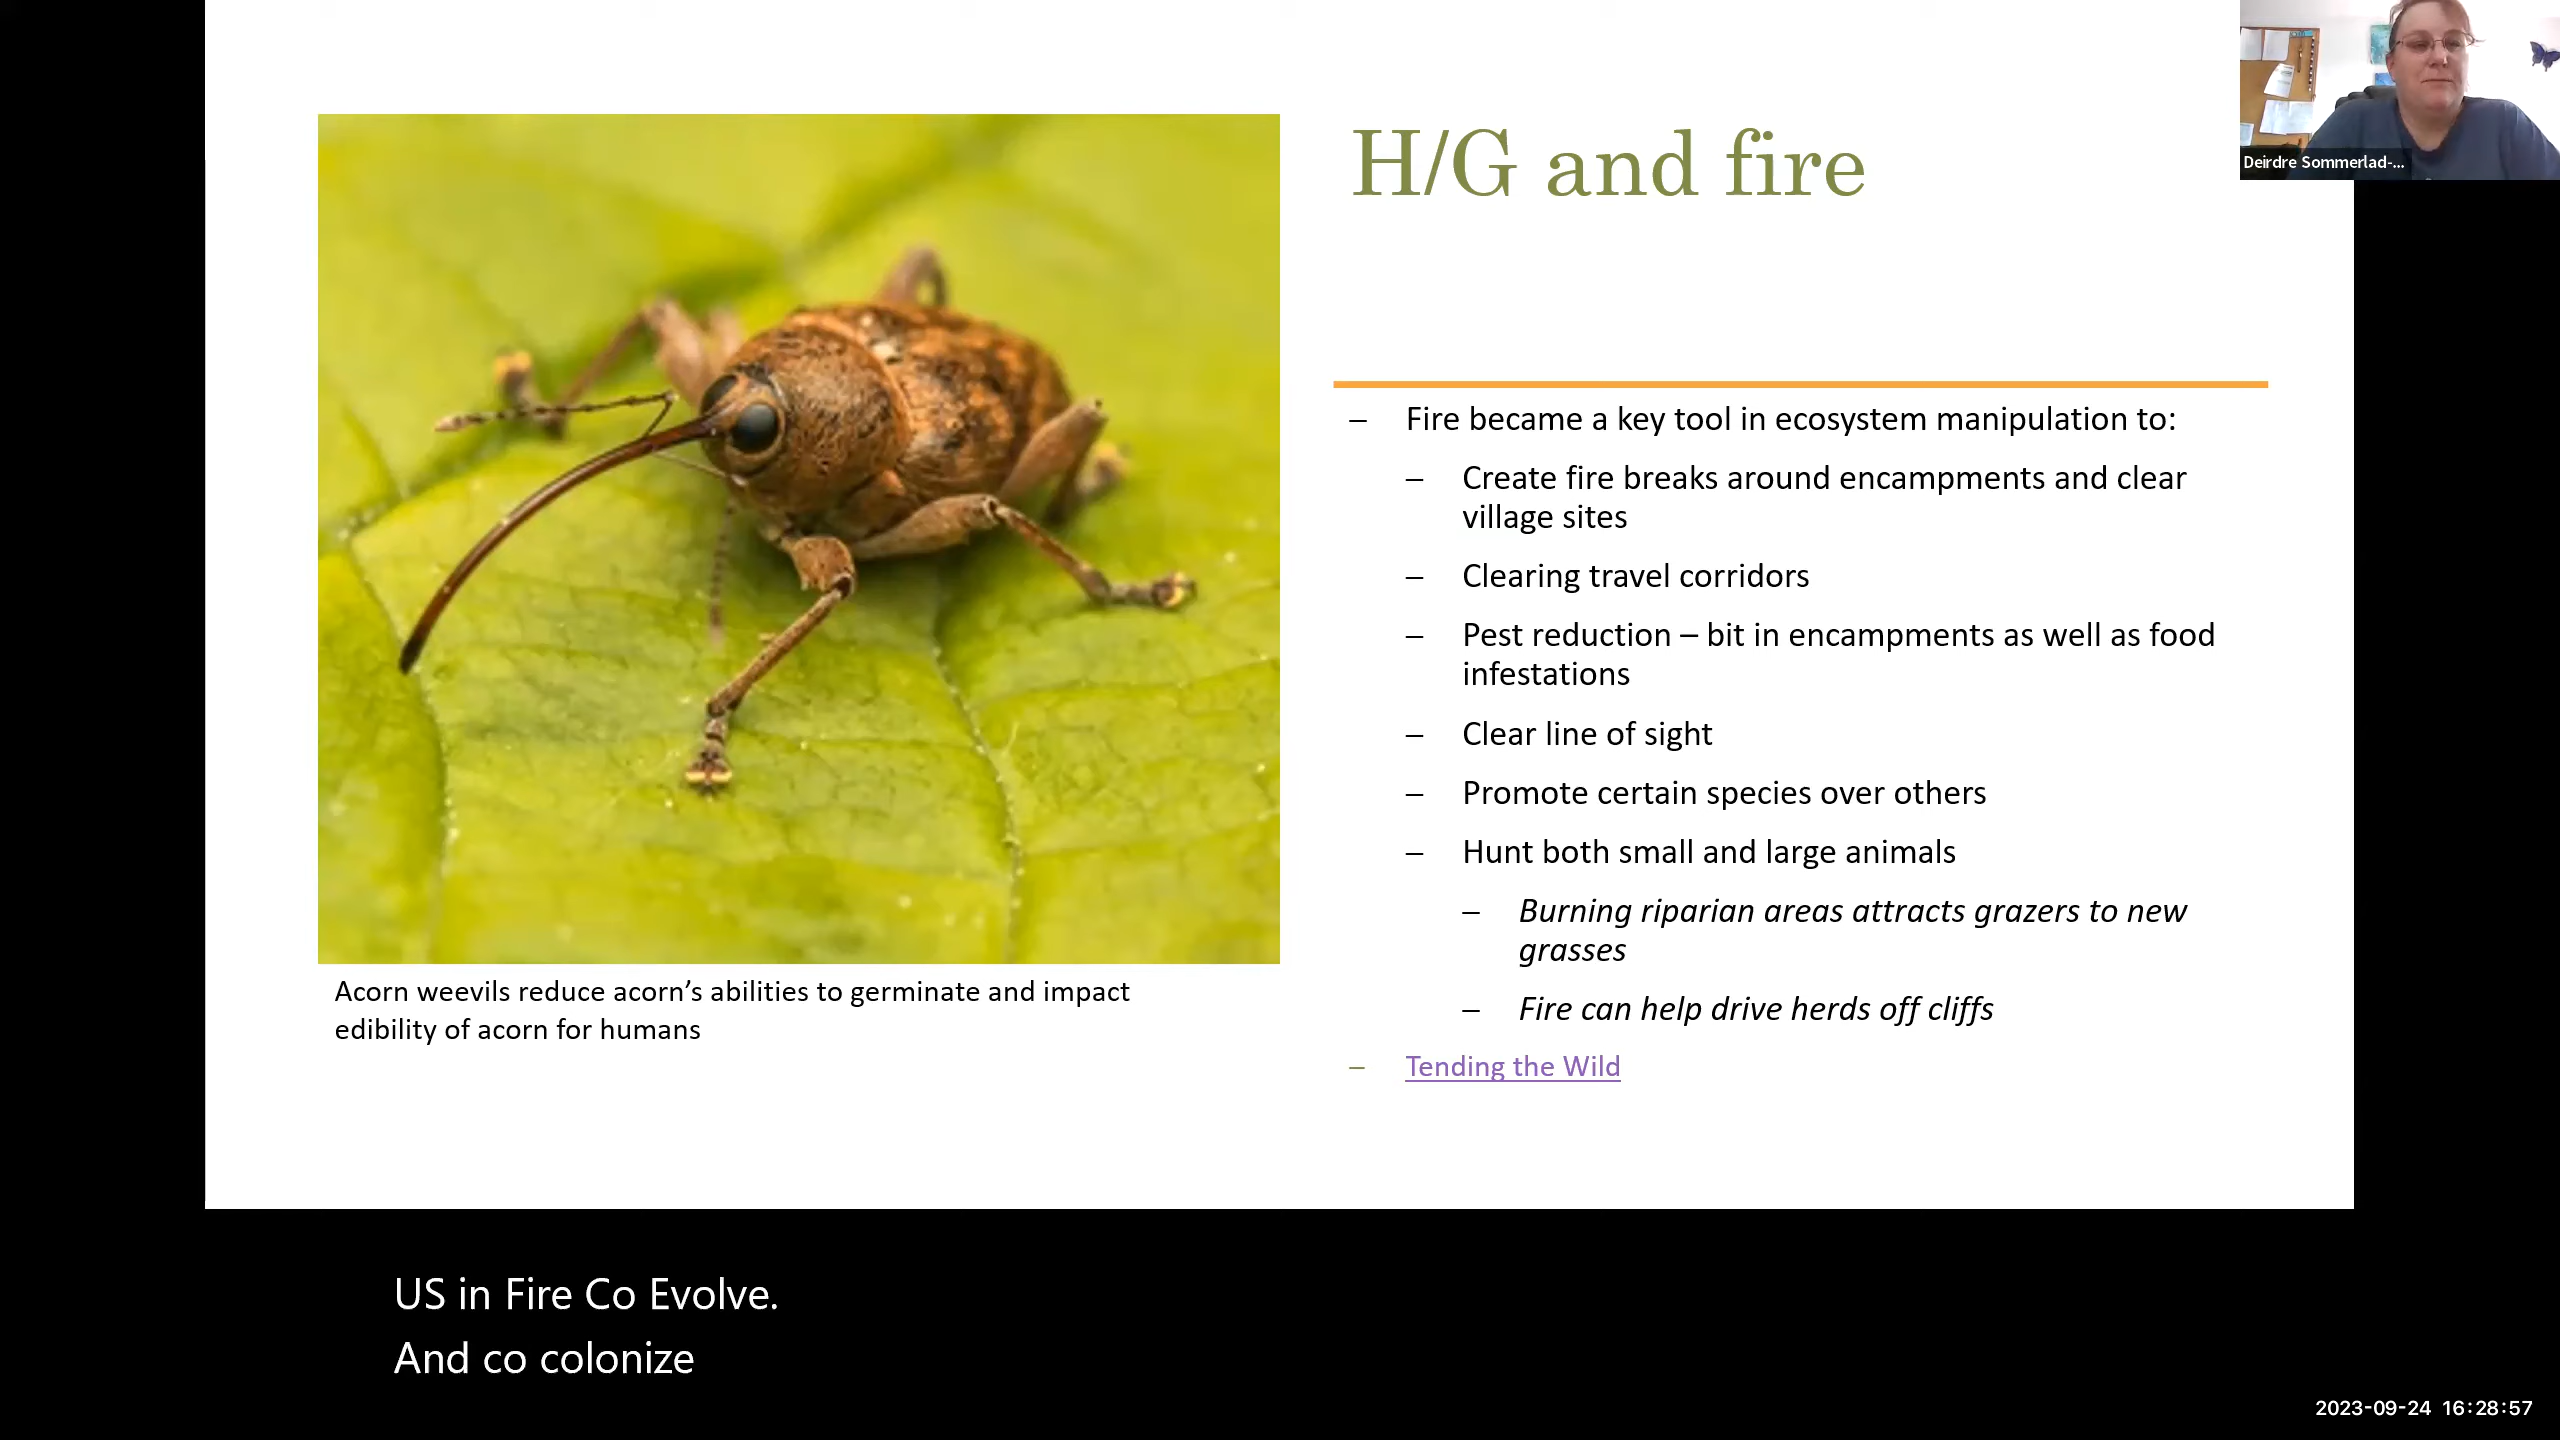 H/G and fire
– Fire became a key tool in ecosystem manipulation to:
– Create fire breaks around encampments and clear
village sites
– Clearing travel corridors
– Pest reduction – bit in encampments as well as food
infestations
– Clear line of sight
– Promote certain species over others
– Hunt both small and large animals
– Burning riparian areas attracts grazers to new
grasses
– Fire can help drive herds off cliffs
– Tending the Wild
Acorn weevils reduce acorn’s abilities to germinate and impact
edibility of acorn for humans
Deirdre Sommerlad-...
US in Fire Co Evolve.
And co colonize
2023-09-24 16:28:57